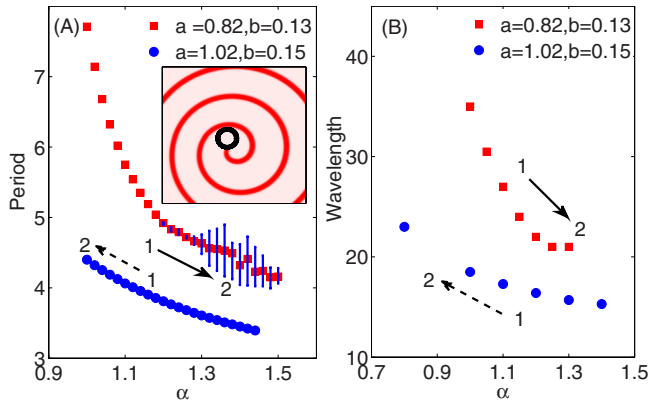 (A)
a =0.82,b=0.13
a=1.02,b=0.15
7
6
5
4
3
Period
1
2
2
1
0.9
1.1
1.3
1.5
α
(B)
a=0.82,b=0.13
a=1.02,b=0.15
40
30
20
10
Wavelength
1
2
2
1
0.7
0.9
1.1
1.3
1.5
α